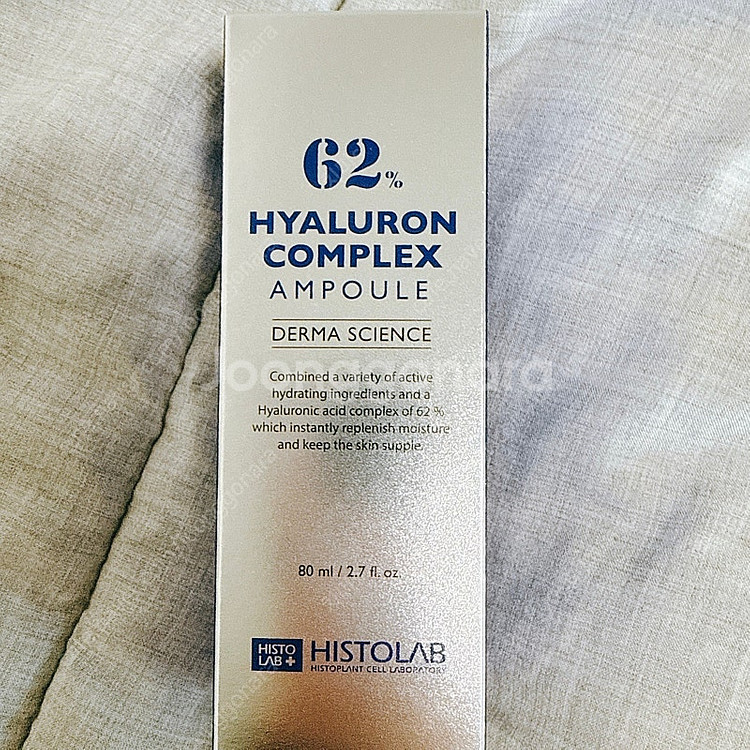 62%
HYALURON
COMPLEX
AMPOULE
DERMA SCIENCE
Combined a variety of active
hydrating ingredients and a
Hyaluronic acid complex of 62 %
which instantly replenish moisture
and keep the skin supple.
80 ml / 2.7 fl. oz.
HISTO
LAB+
HISTOLAB
HISTOPLANT CELL LABORATORY
joongonara